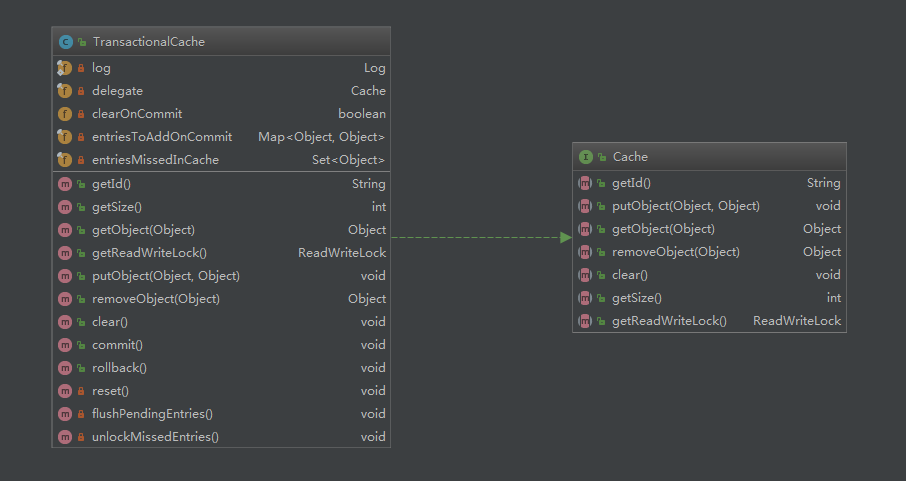 TransactionalCache
log Log
delegate Cache
clearOnCommit boolean
entriesToAddOnCommit Map<Object, Object>
entriesMissedInCache Set<Object>
getId() String
getSize() int
getObject(Object) Object
getReadWriteLock() ReadWriteLock
putObject(Object, Object) void
removeObject(Object) Object
clear() void
commit() void
rollback() void
reset() void
flushPendingEntries() void
unlockMissedEntries() void
Cache
getId() String
putObject(Object, Object) void
getObject(Object) Object
removeObject(Object) Object
clear() void
getSize() int
getReadWriteLock() ReadWriteLock